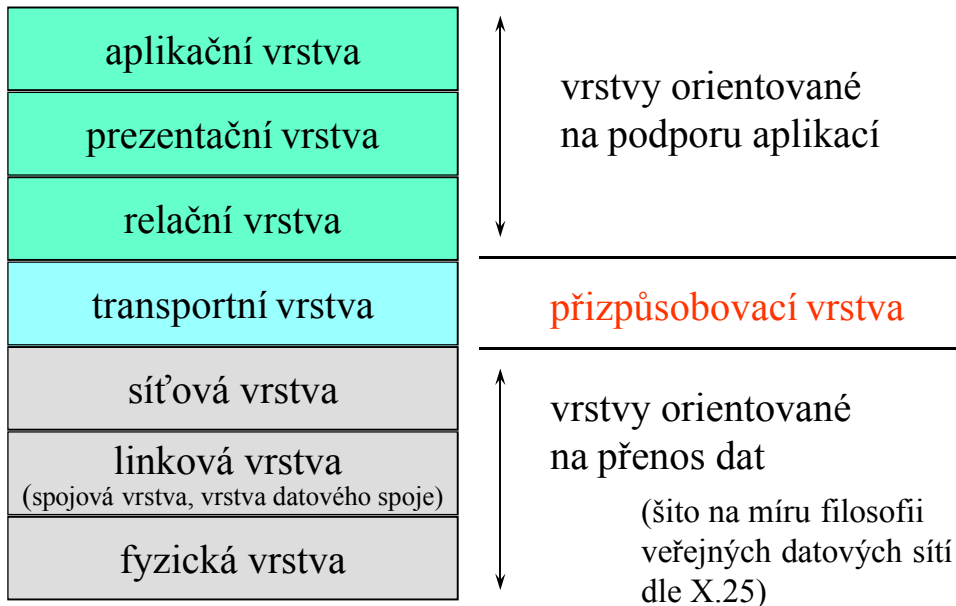 aplikační vrstva
prezentační vrstva
relační vrstva
transportní vrstva
síťová vrstva
linková vrstva
(spojová vrstva, vrstva datového spoje)
fyzická vrstva
vrstvy orientované
na podporu aplikací
přizpůsobovací vrstva
vrstvy orientované
na přenos dat
(šito na míru filosofii
veřejných datových sítí
dle X.25)